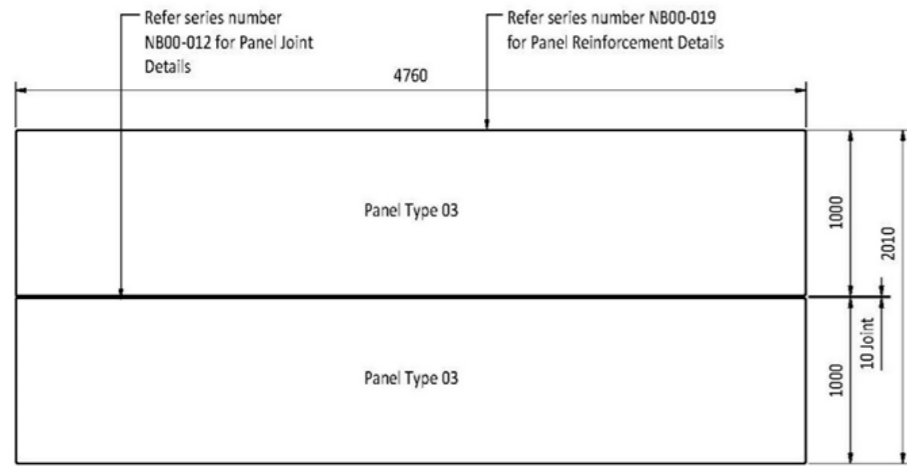 Refer series number
NB00-012 for Panel Joint
Details
Refer series number NB00-019
for Panel Reinforcement Details
4760
Panel Type 03
1000
2010
10 Joint
Panel Type 03
1000